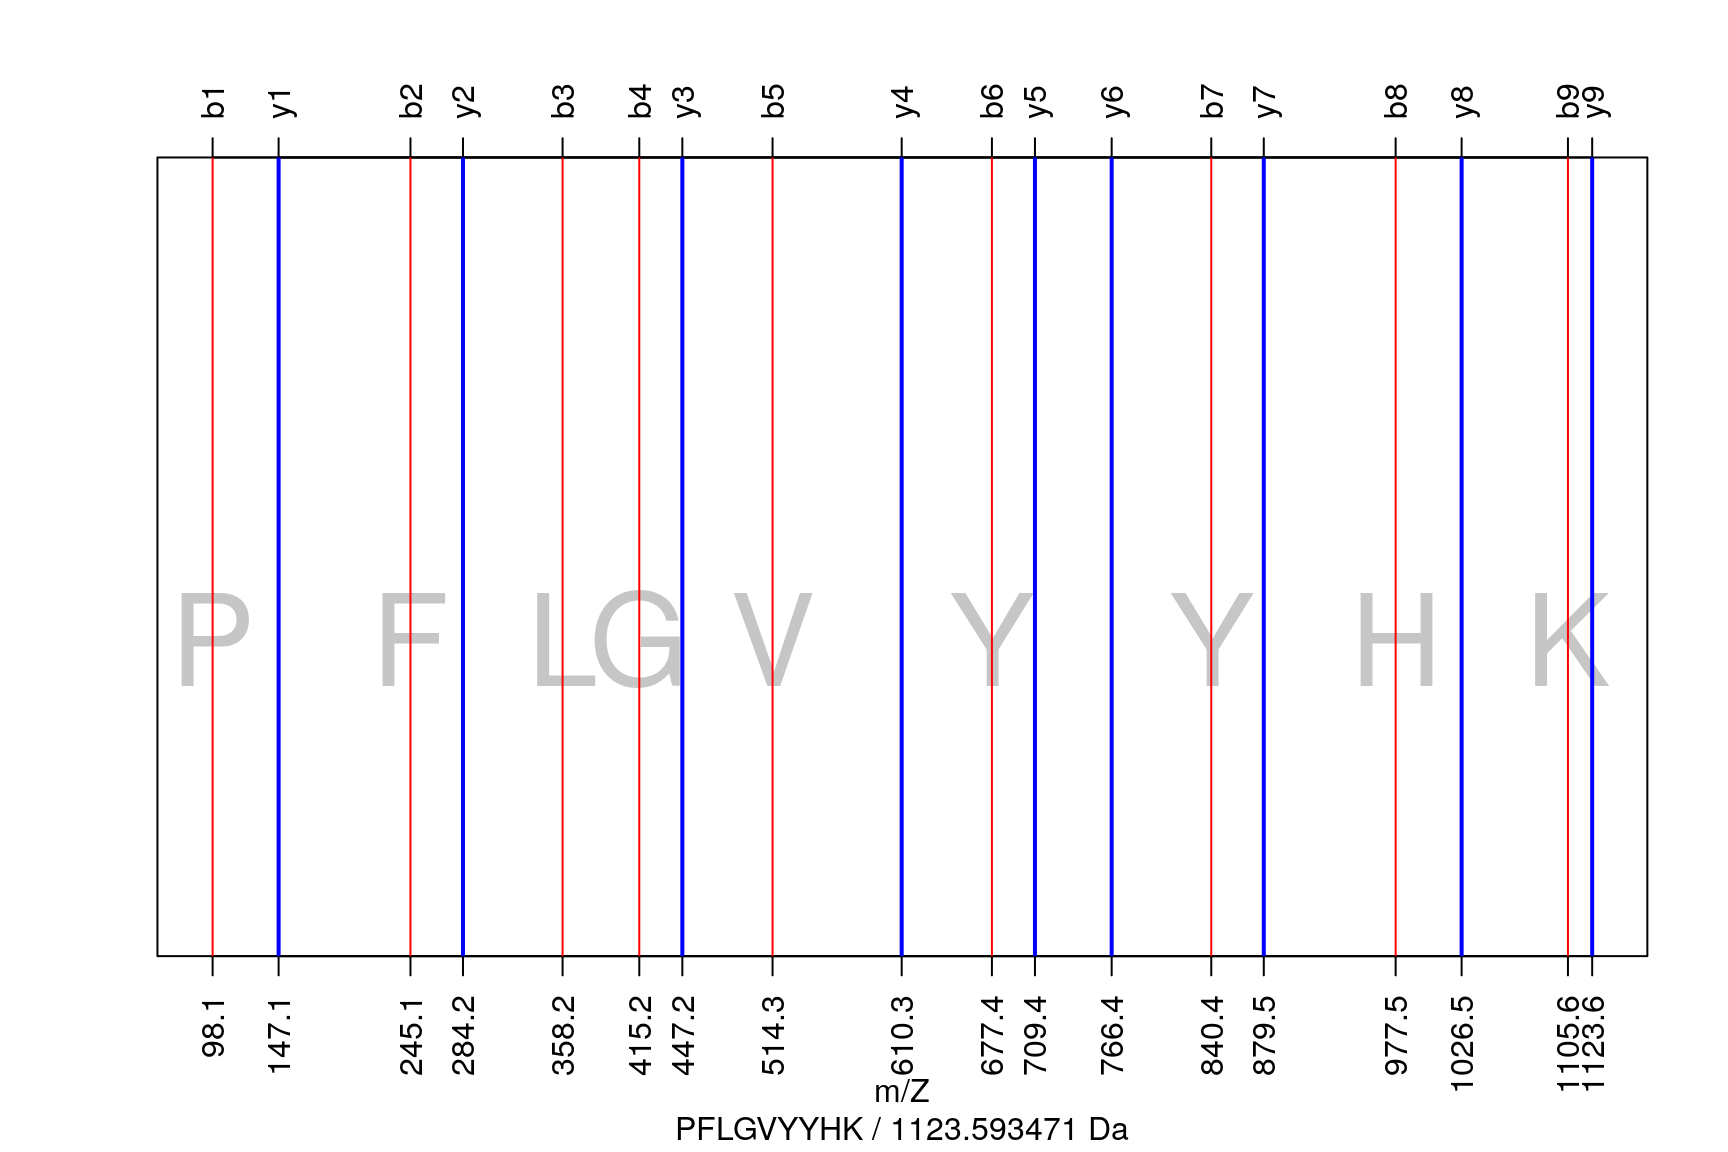 b1 y1 b2 y2 b3 b4 y3 b5 y4 b6 y5 y6 b7 y7 b8 y8 b9 y9
P F L G V Y Y H K
98.1 147.1 245.1 284.2 358.2 415.2 447.2 514.3 610.3 677.4 709.4 766.4 840.4 879.5 977.5 1026.5 1105.6 1123.6
m/Z
PFLGVYYHK / 1123.593471 Da